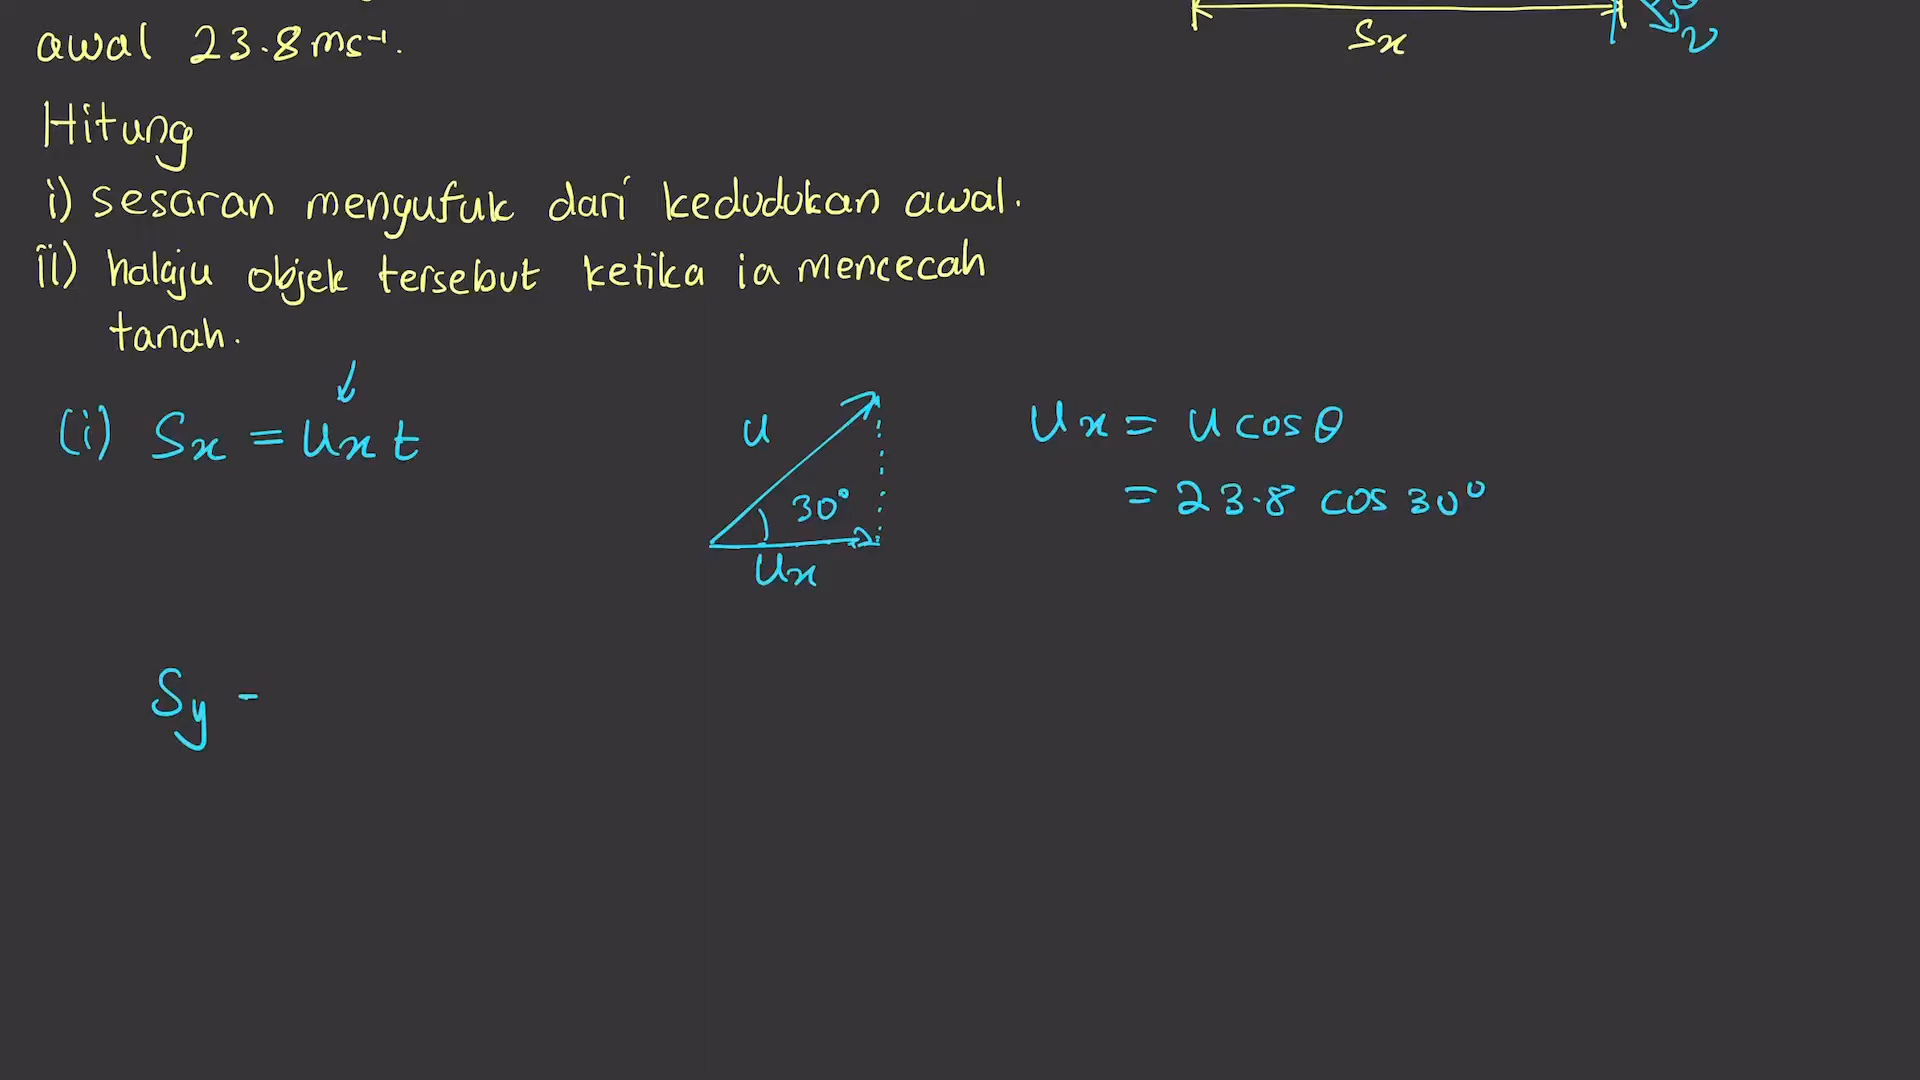 awal 23.8 ms⁻¹.
Sx
v
Hitung
i) sesaran mengufuk dari kedudukan awal.
ii) halaju objek tersebut ketika ia mencecah
tanah.
(i) Sx = Ux t
u
30°
Ux
Ux = U cos θ
= 23.8 cos 30°
Sy -